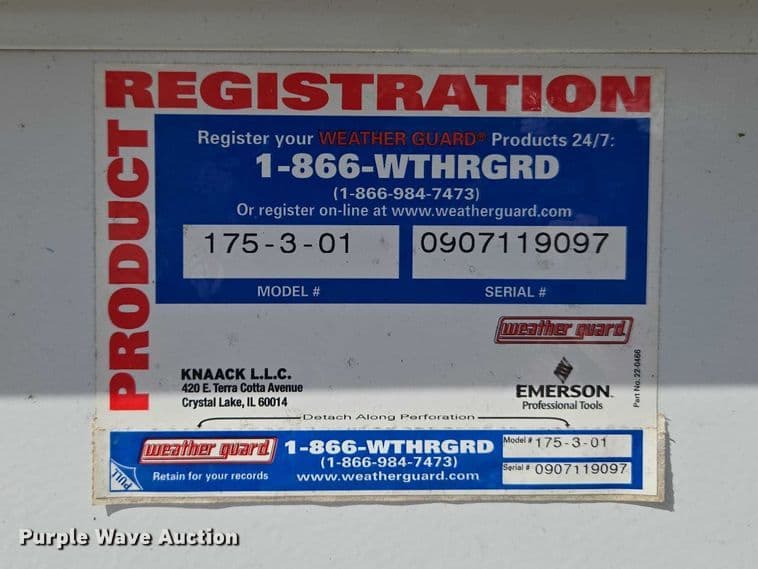 PRODUCT REGISTRATION
Register your WEATHER GUARD® Products 24/7:
1-866-WTHRGRD
(1-866-984-7473)
Or register on-line at www.weatherguard.com
175-3-01 0907119097
MODEL # SERIAL #
weather guard
KNAACK L.L.C.
420 E. Terra Cotta Avenue
Crystal Lake, IL 60014
EMERSON
Professional Tools
Part No. 22-0466
Detach Along Perforation
PULL
weather guard
Retain for your records
1-866-WTHRGRD
(1-866-984-7473)
www.weatherguard.com
Model # 175-3-01
Serial # 0907119097
Purple Wave Auction